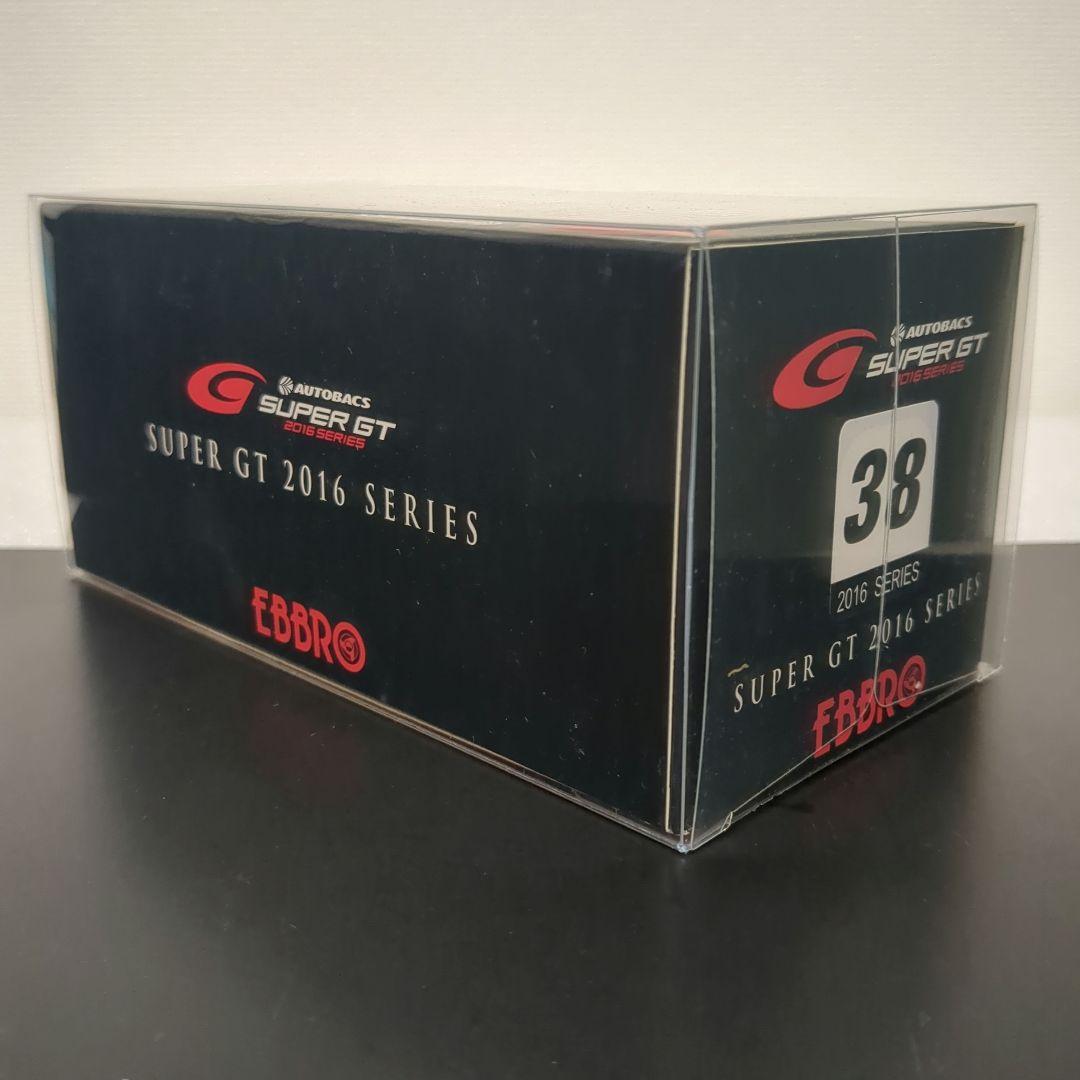 AUTOBACS
SUPER GT
2016 SERIES
SUPER GT 2016 SERIES
EBBRO
AUTOBACS
SUPER GT
2016 SERIES
38
2016 SERIES
SUPER GT 2016 SERIES
EBBRO